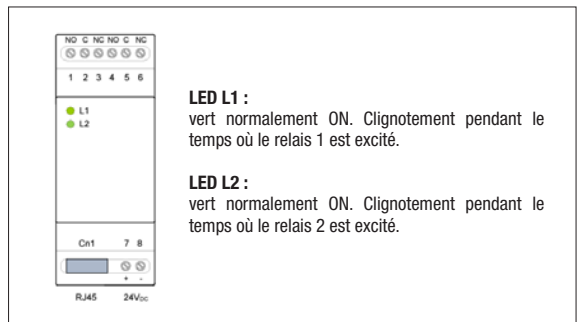 NO C NC NO C NC
1 2 3 4 5 6
L1
L2
Cn1 7 8
+ -
RJ45 24VDC
LED L1 :
vert normalement ON. Clignotement pendant le
temps où le relais 1 est excité.
LED L2 :
vert normalement ON. Clignotement pendant le
temps où le relais 2 est excité.